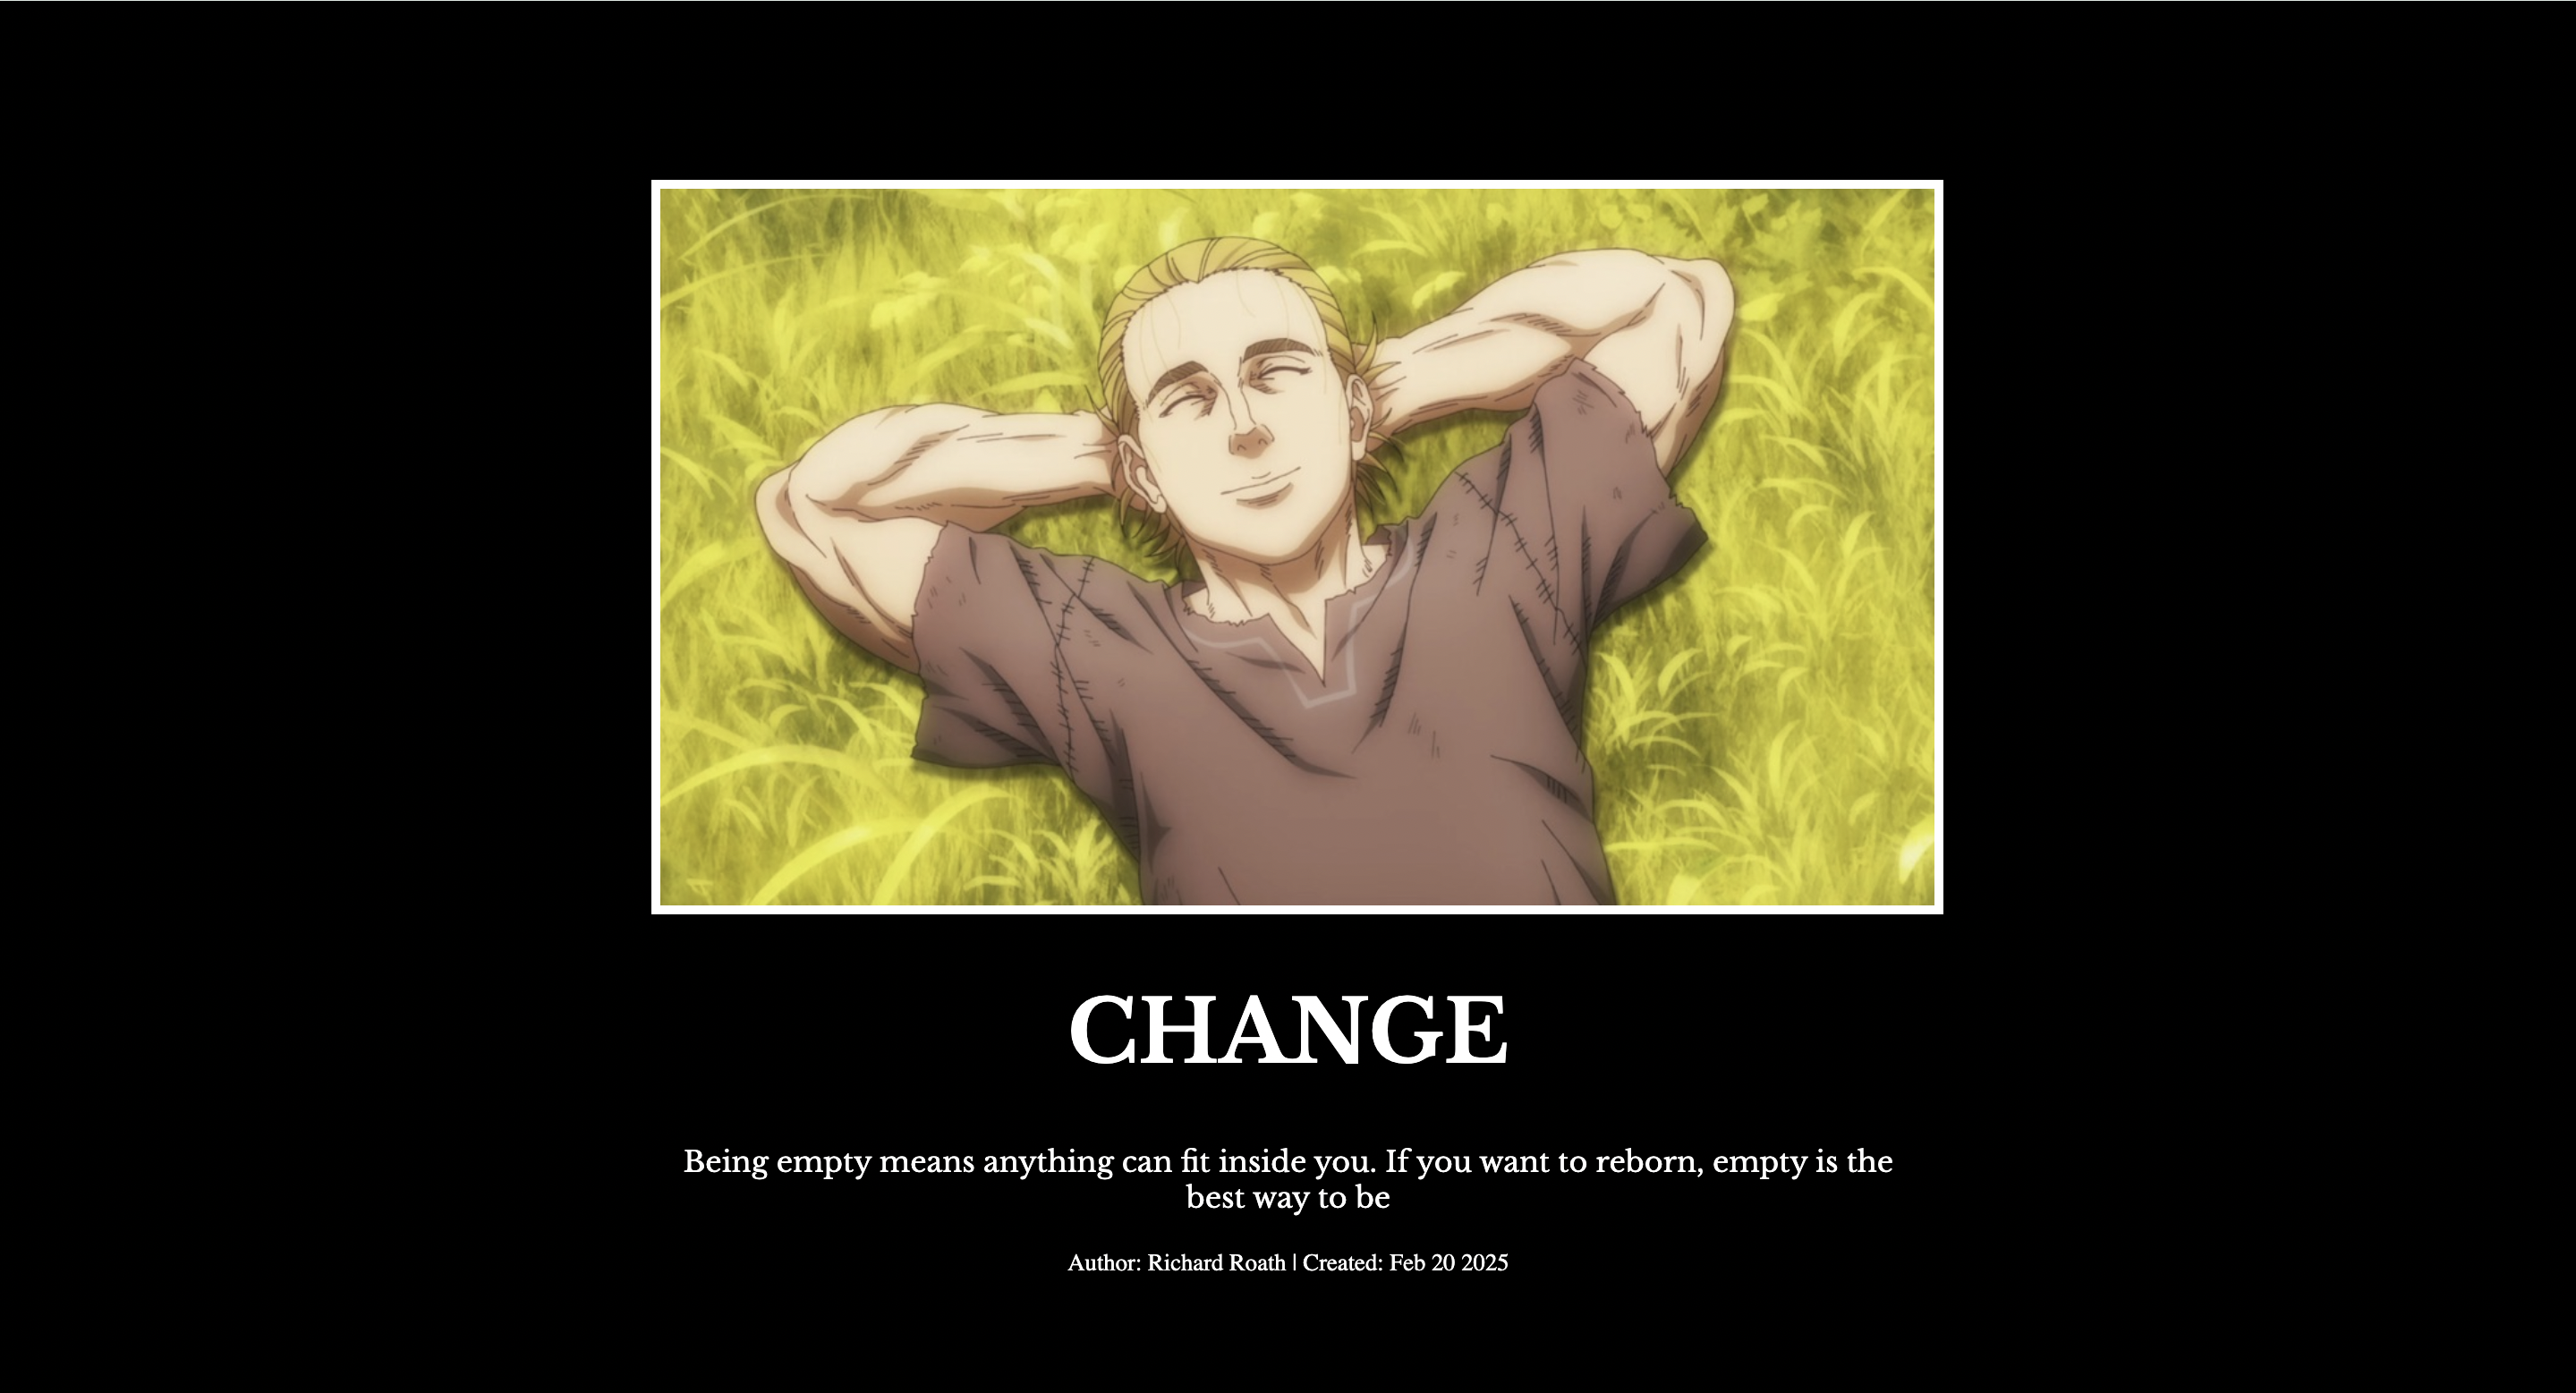 CHANGE
Being empty means anything can fit inside you. If you want to reborn, empty is the
best way to be
Author: Richard Roath | Created: Feb 20 2025